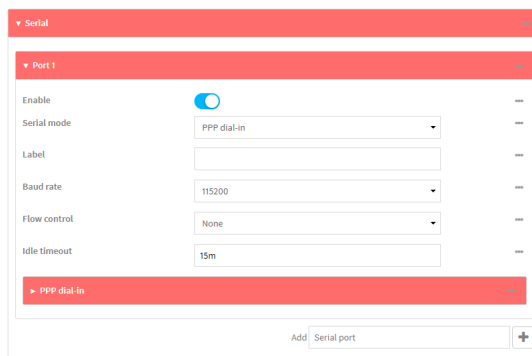 Serial
Port 1
Enable
Serial mode PPP dial-in
Label
Baud rate 115200
Flow control None
Idle timeout 15m
PPP dial-in
Add Serial port